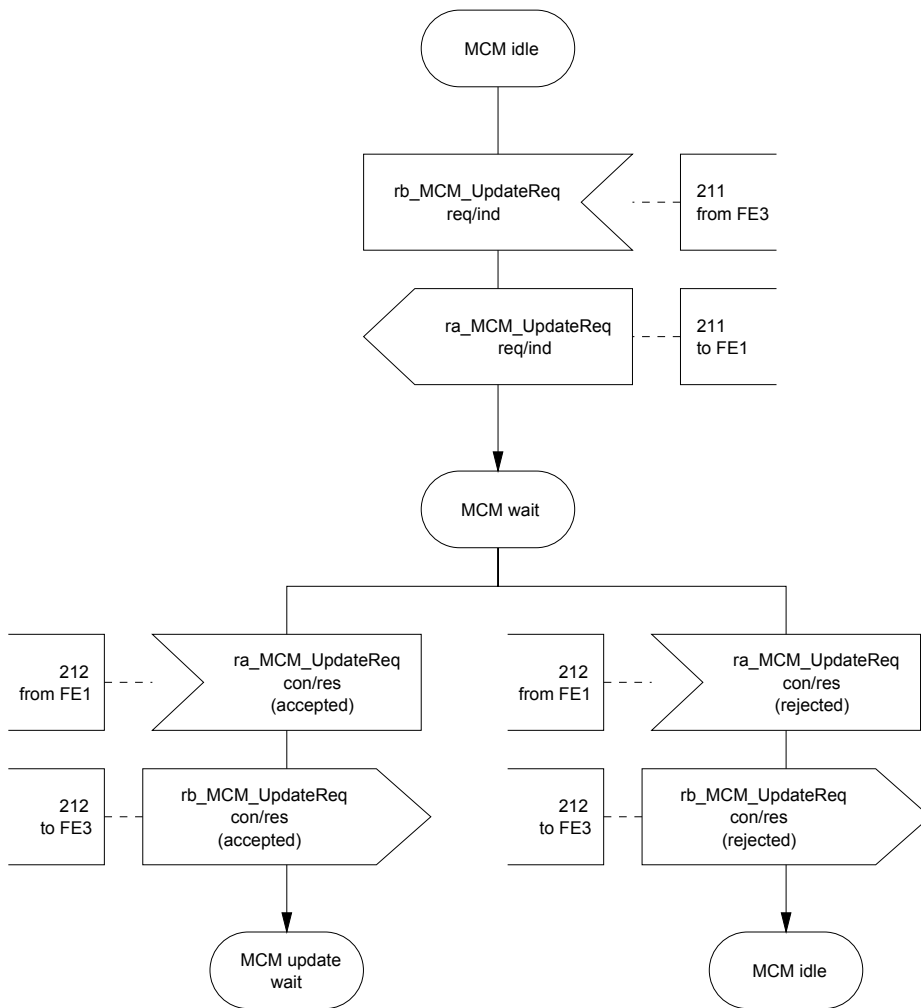 MCM idle
rb_MCM_UpdateReq
req/ind
211
from FE3
ra_MCM_UpdateReq
req/ind
211
to FE1
MCM wait
212
from FE1
ra_MCM_UpdateReq
con/res
(accepted)
212
from FE1
ra_MCM_UpdateReq
con/res
(rejected)
212
to FE3
rb_MCM_UpdateReq
con/res
(accepted)
212
to FE3
rb_MCM_UpdateReq
con/res
(rejected)
MCM update
wait
MCM idle